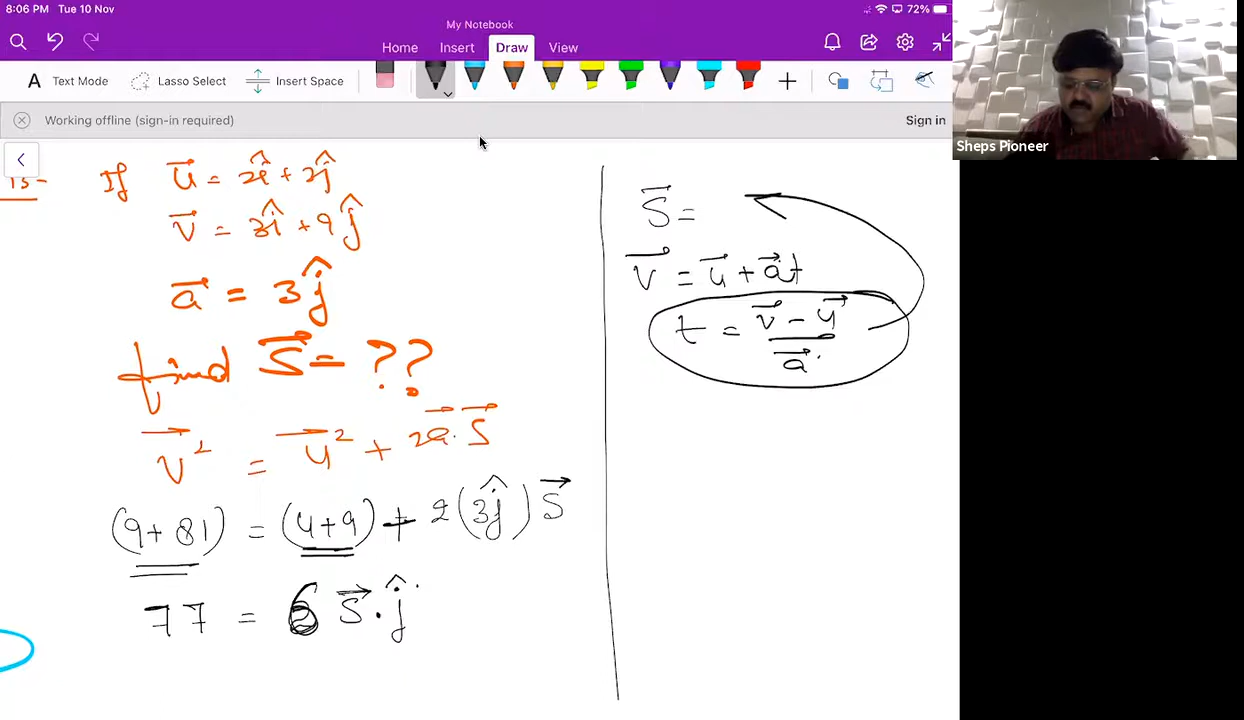 8:06 PM Tue 10 Nov
72%
My Notebook
Home Insert Draw View
A Text Mode Lasso Select Insert Space
Working offline (sign-in required) Sign in
Sheps Pioneer
15- If u⃗ = 2î + 2ĵ
v⃗ = 3î + 9ĵ
a⃗ = 3ĵ
find S⃗ = ??
v⃗² = u⃗² + 2a⃗.S⃗
(9+81) = (4+9) + 2(3ĵ) S⃗
77 = 6 S⃗.ĵ
S⃗ =
v⃗ = u⃗ + a⃗t
t = (v⃗ - u⃗)/a⃗